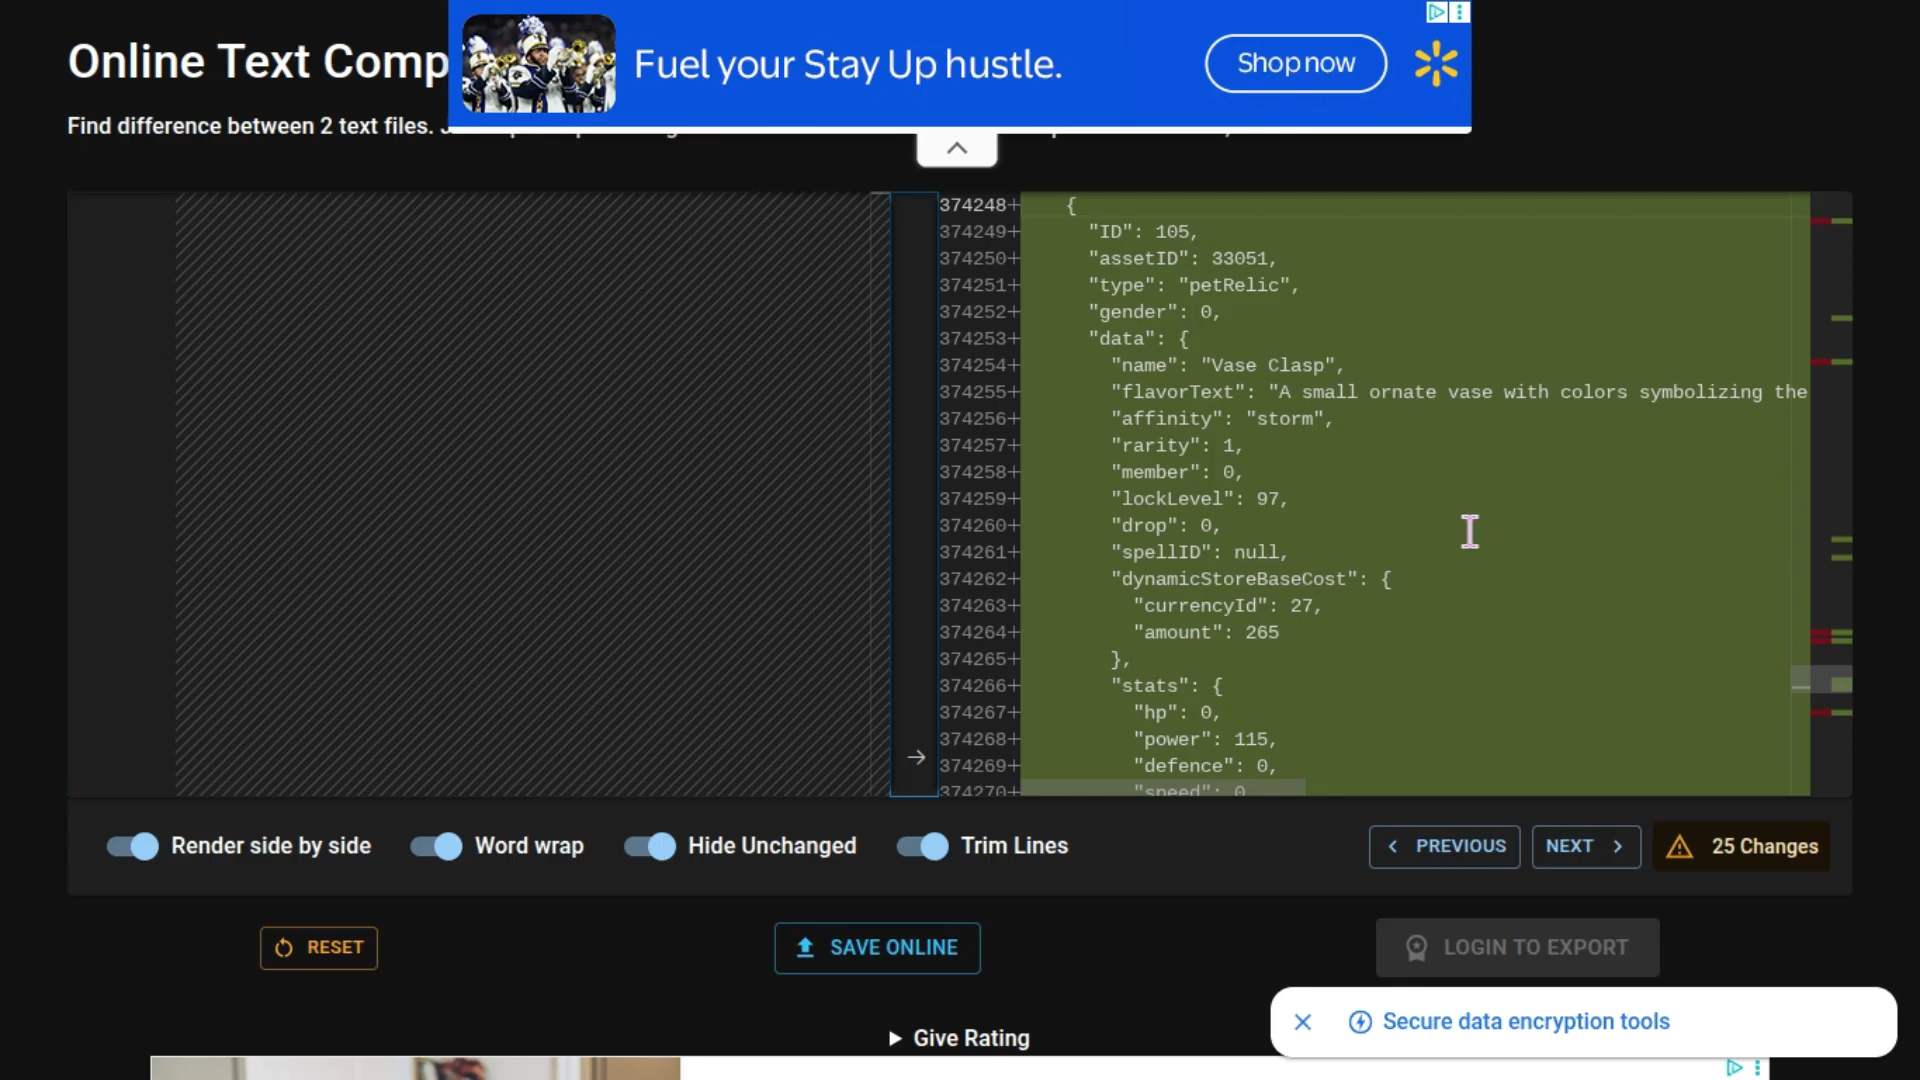 Online Text Comp
Fuel your Stay Up hustle.
Shop now
Find difference between 2 text files.
374248+ {
374249+ "ID": 105,
374250+ "assetID": 33051,
374251+ "type": "petRelic",
374252+ "gender": 0,
374253+ "data": {
374254+ "name": "Vase Clasp",
374255+ "flavorText": "A small ornate vase with colors symbolizing the
374256+ "affinity": "storm",
374257+ "rarity": 1,
374258+ "member": 0,
374259+ "lockLevel": 97,
374260+ "drop": 0,
374261+ "spellID": null,
374262+ "dynamicStoreBaseCost": {
374263+ "currencyId": 27,
374264+ "amount": 265
374265+ },
374266+ "stats": {
374267+ "hp": 0,
374268+ "power": 115,
374269+ "defence": 0,
374270+ "speed": 0
Render side by side
Word wrap
Hide Unchanged
Trim Lines
PREVIOUS
NEXT
25 Changes
RESET
SAVE ONLINE
LOGIN TO EXPORT
Secure data encryption tools
Give Rating